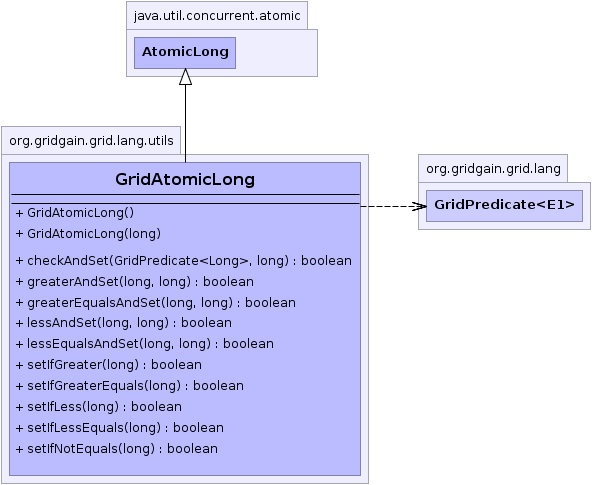 java.util.concurrent.atomic
AtomicLong
org.gridgain.grid.lang.utils
GridAtomicLong
+ GridAtomicLong()
+ GridAtomicLong(long)
+ checkAndSet(GridPredicate<Long>, long) : boolean
+ greaterAndSet(long, long) : boolean
+ greaterEqualsAndSet(long, long) : boolean
+ lessAndSet(long, long) : boolean
+ lessEqualsAndSet(long, long) : boolean
+ setIfGreater(long) : boolean
+ setIfGreaterEquals(long) : boolean
+ setIfLess(long) : boolean
+ setIfLessEquals(long) : boolean
+ setIfNotEquals(long) : boolean
org.gridgain.grid.lang
GridPredicate<E1>